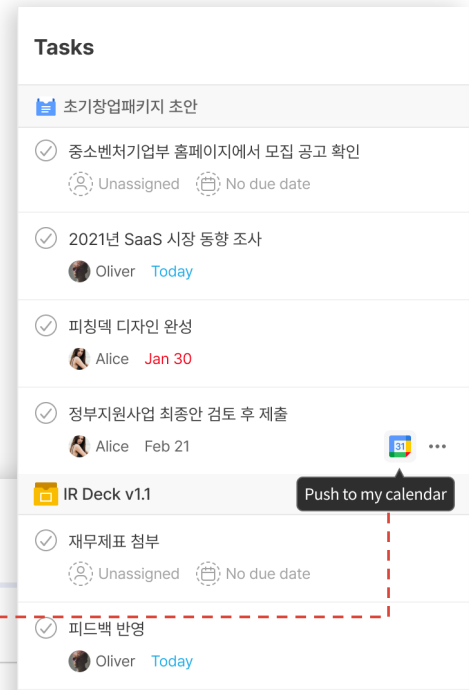 Tasks
초기창업패키지 초안
중소벤처기업부 홈페이지에서 모집 공고 확인
Unassigned No due date
2021년 SaaS 시장 동향 조사
Oliver Today
피칭덱 디자인 완성
Alice Jan 30
정부지원사업 최종안 검토 후 제출
Alice Feb 21 31
IR Deck v1.1 Push to my calendar
재무제표 첨부
Unassigned No due date
피드백 반영
Oliver Today